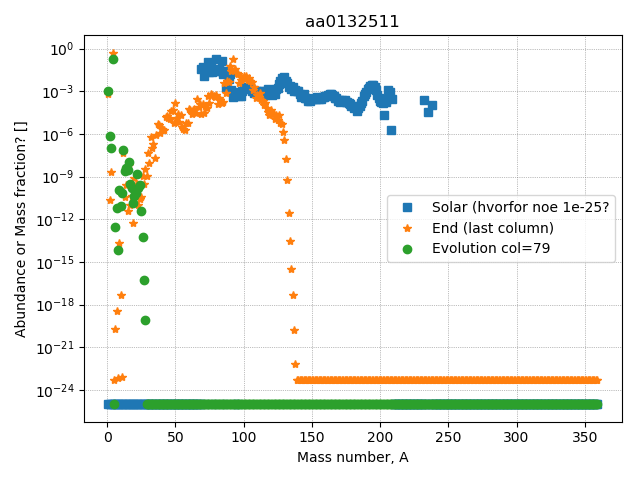 aa0132511
10⁰
10⁻³
10⁻⁶
10⁻⁹
10⁻¹²
10⁻¹⁵
10⁻¹⁸
10⁻²¹
10⁻²⁴
Abundance or Mass fraction? []
Solar (hvorfor noe 1e-25?
End (last column)
Evolution col=79
0 50 100 150 200 250 300 350
Mass number, A